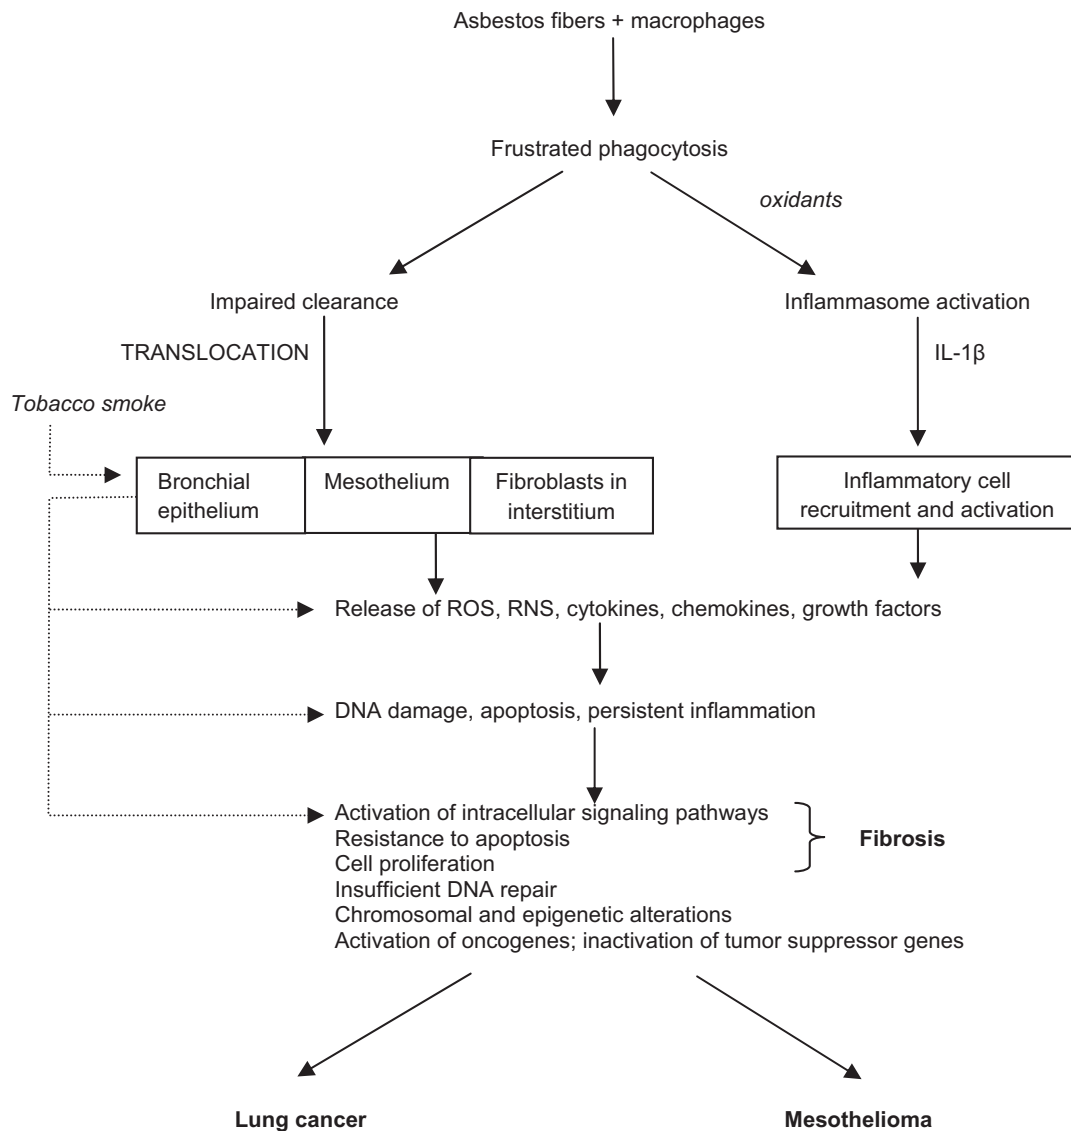 Asbestos fibers + macrophages
Frustrated phagocytosis
oxidants
Impaired clearance
Inflammasome activation
TRANSLOCATION
IL-1β
Tobacco smoke
Bronchial
epithelium
Mesothelium
Fibroblasts in
interstitium
Inflammatory cell
recruitment and activation
Release of ROS, RNS, cytokines, chemokines, growth factors
DNA damage, apoptosis, persistent inflammation
Activation of intracellular signaling pathways
Resistance to apoptosis
Cell proliferation
Fibrosis
Insufficient DNA repair
Chromosomal and epigenetic alterations
Activation of oncogenes; inactivation of tumor suppressor genes
Lung cancer
Mesothelioma